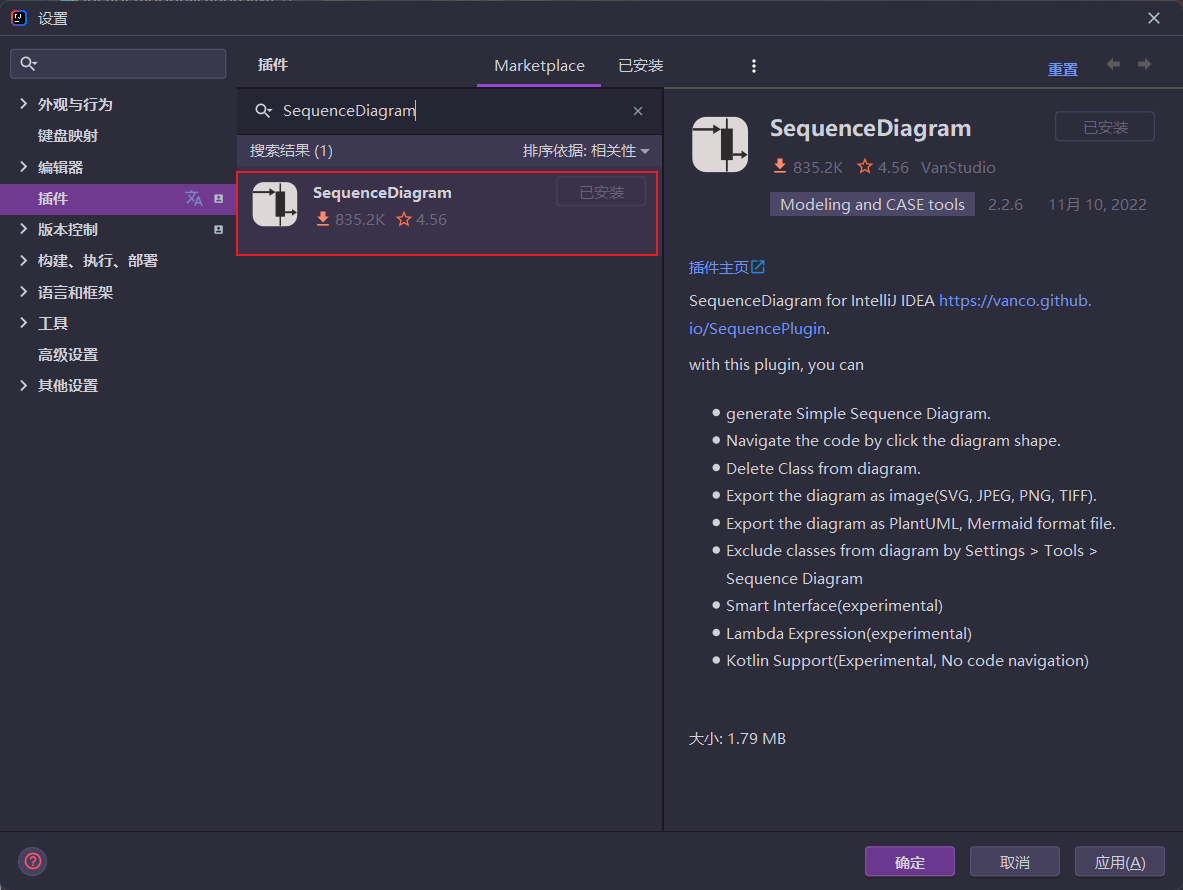 设置
插件
Marketplace
已安装
重置
外观与行为
键盘映射
编辑器
插件
版本控制
构建、执行、部署
语言和框架
工具
高级设置
其他设置
SequenceDiagram
搜索结果 (1)
排序依据: 相关性
SequenceDiagram
已安装
835.2K
4.56
SequenceDiagram
已安装
835.2K 4.56 VanStudio
Modeling and CASE tools 2.2.6 11月 10, 2022
插件主页
SequenceDiagram for IntelliJ IDEA https://vanco.github.
io/SequencePlugin.
with this plugin, you can
generate Simple Sequence Diagram.
Navigate the code by click the diagram shape.
Delete Class from diagram.
Export the diagram as image(SVG, JPEG, PNG, TIFF).
Export the diagram as PlantUML, Mermaid format file.
Exclude classes from diagram by Settings > Tools >
Sequence Diagram
Smart Interface(experimental)
Lambda Expression(experimental)
Kotlin Support(Experimental, No code navigation)
大小: 1.79 MB
确定
取消
应用(A)